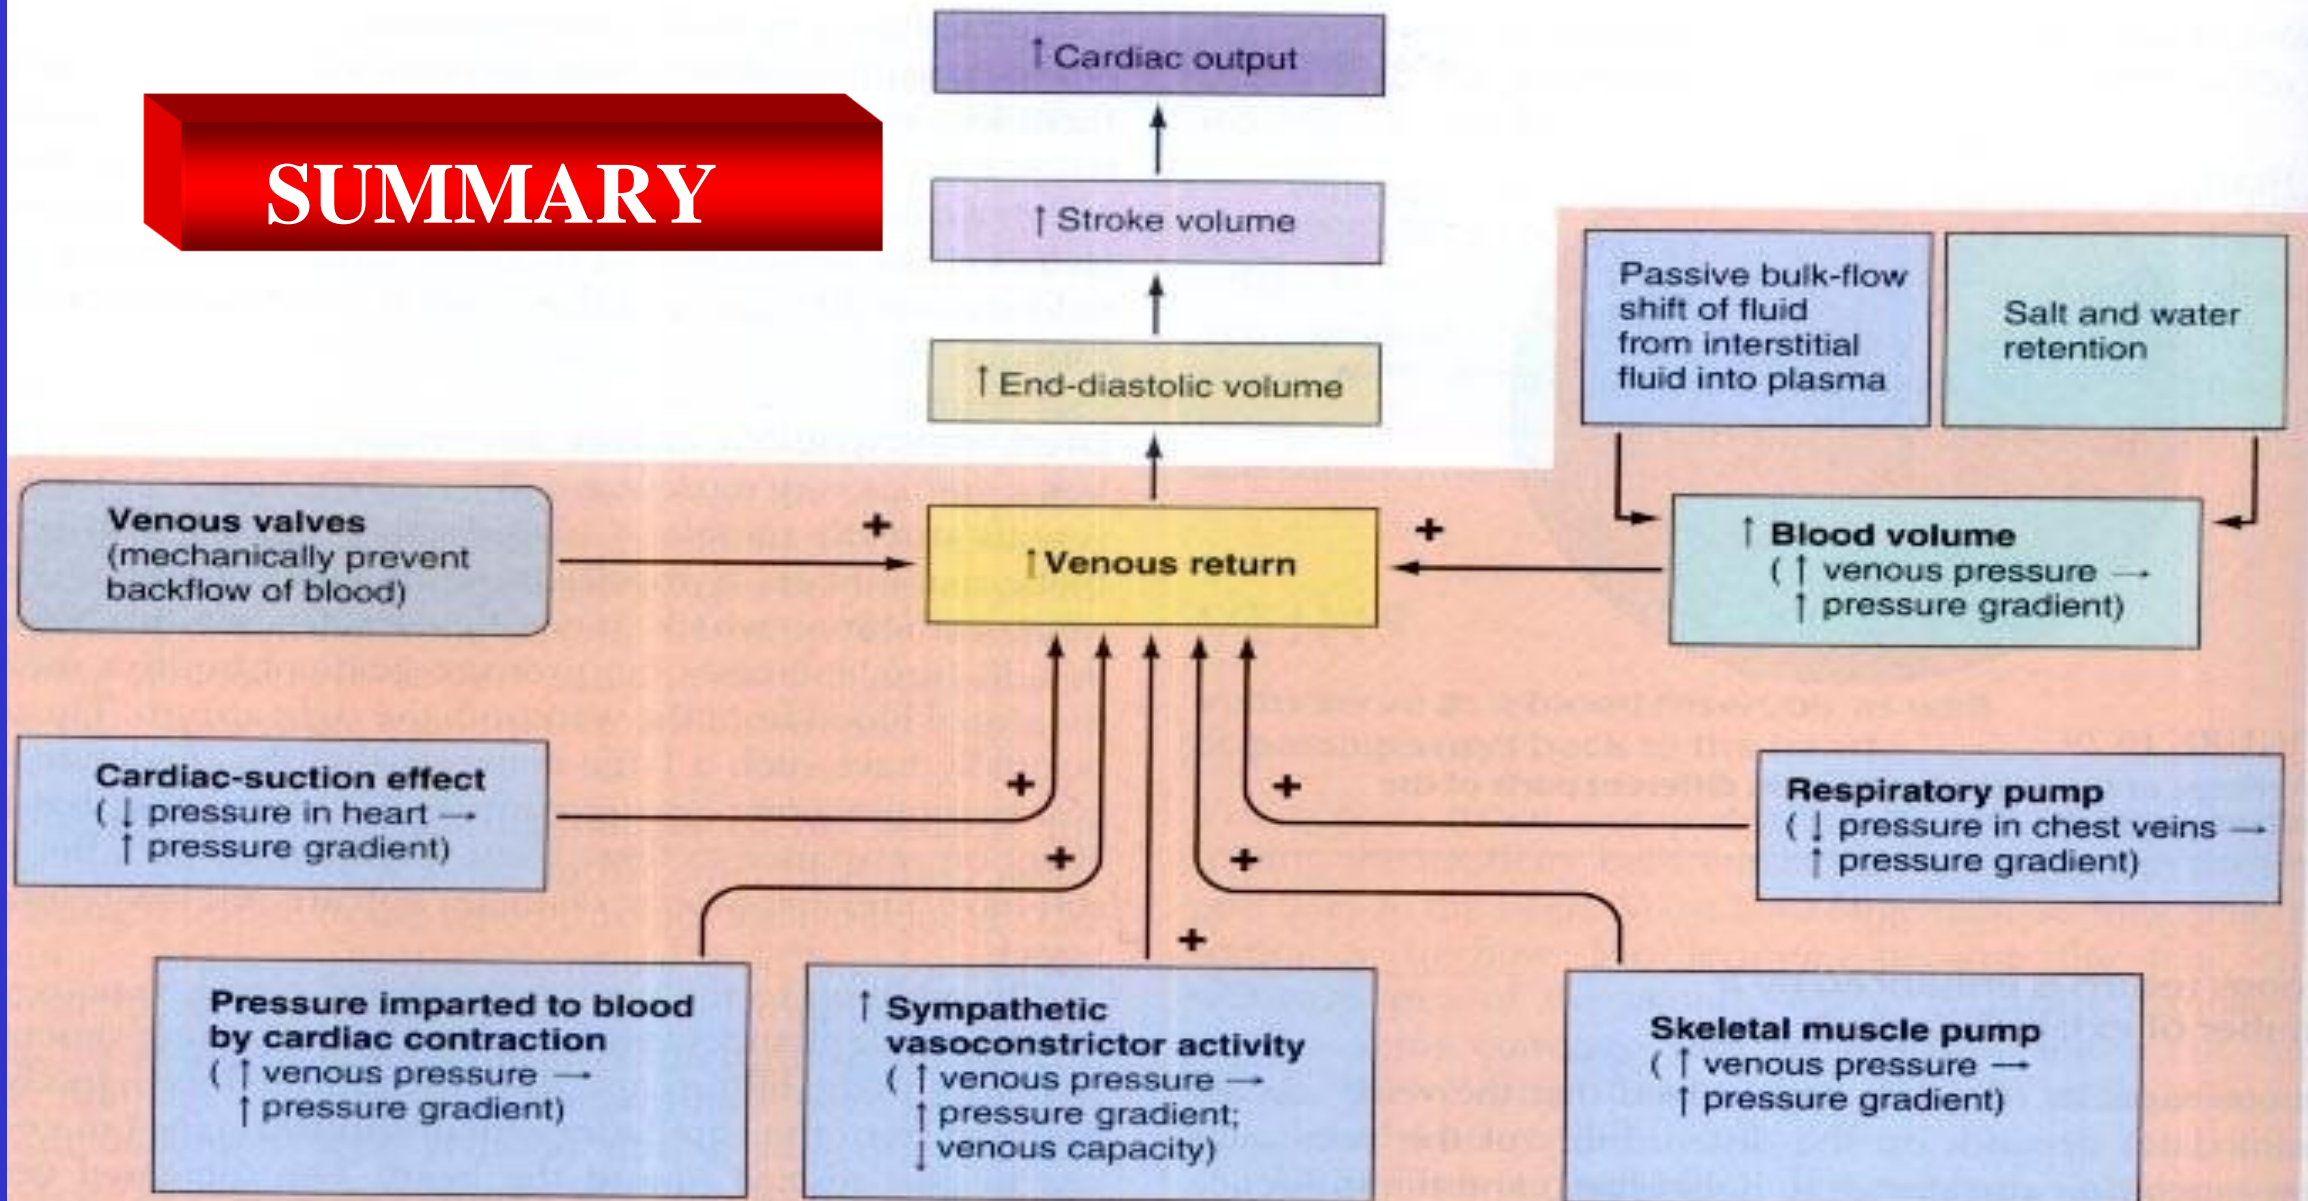 SUMMARY
↑ Cardiac output
↑ Stroke volume
↑ End-diastolic volume
Passive bulk-flow
shift of fluid
from interstitial
fluid into plasma
Salt and water
retention
Venous valves
(mechanically prevent
backflow of blood)
+
↑ Venous return
+
↑ Blood volume
( ↑ venous pressure →
↑ pressure gradient)
Cardiac-suction effect
( ↓ pressure in heart →
↑ pressure gradient)
+
+
Respiratory pump
( ↓ pressure in chest veins →
↑ pressure gradient)
+
+
+
Pressure imparted to blood
by cardiac contraction
( ↑ venous pressure →
↑ pressure gradient)
↑ Sympathetic
vasoconstrictor activity
( ↑ venous pressure →
↑ pressure gradient;
↓ venous capacity)
Skeletal muscle pump
( ↑ venous pressure →
↑ pressure gradient)